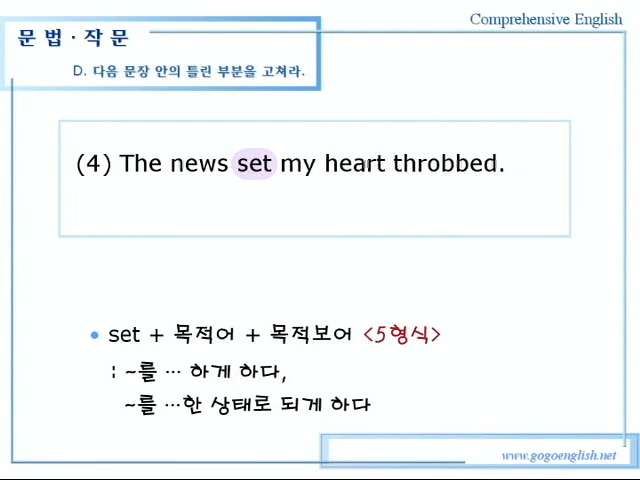 Comprehensive English
문 법 · 작 문
D. 다음 문장 안의 틀린 부분을 고쳐라.
(4) The news set my heart throbbed.
• set + 목적어 + 목적보어 <5형식>
: ~를 … 하게 하다,
~를 …한 상태로 되게 하다
www.gogoenglish.net